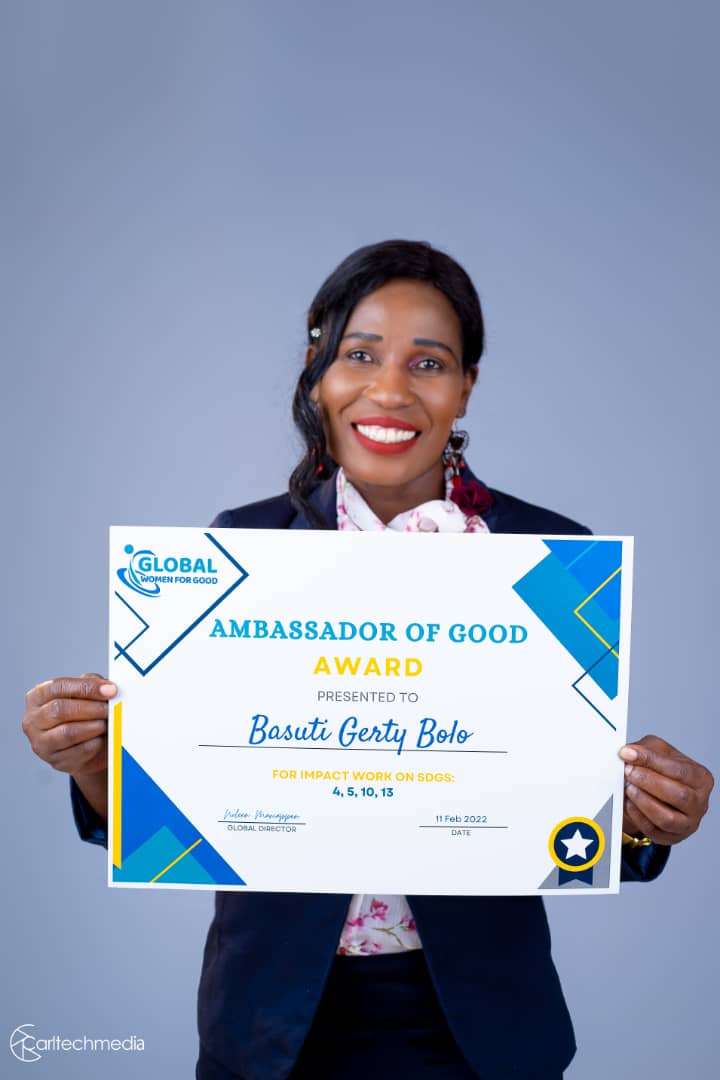 GLOBAL
WOMEN FOR GOOD
AMBASSADOR OF GOOD
AWARD
PRESENTED TO
Basuti Gerty Bolo
FOR IMPACT WORK ON SDGS:
4, 5, 10, 13
GLOBAL DIRECTOR
11 Feb 2022
DATE
Carltechmedia